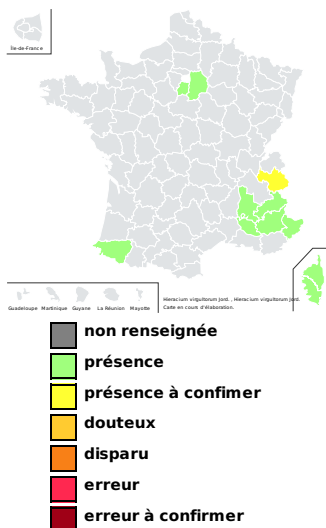 Île-de-France
Guadeloupe Martinique Guyane La Réunion Mayotte
Hieracium virgultorum Jord. , Hieracium virgultorum Jord.
Carte en cours d'élaboration.
non renseignée
présence
présence à confimer
douteux
disparu
erreur
erreur à confirmer